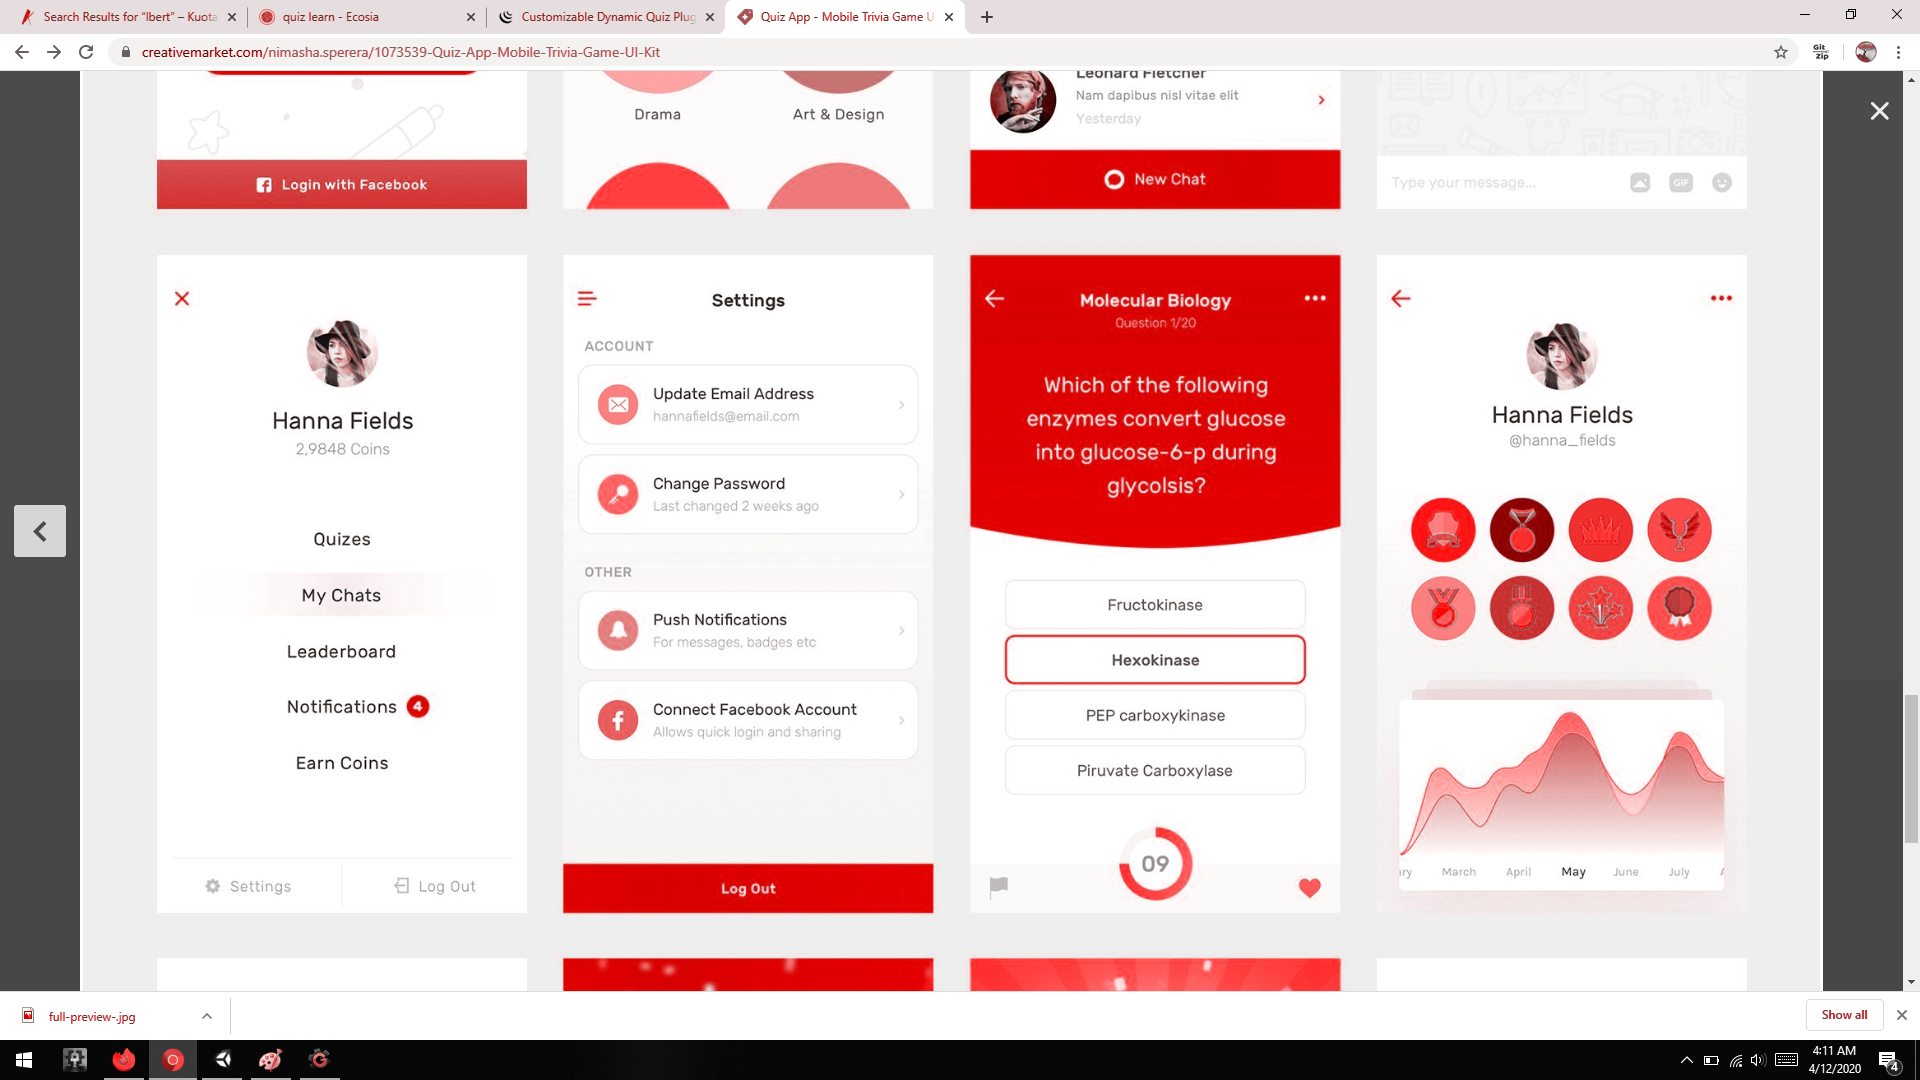 Search Results for “lbert” – Kuota
quiz learn - Ecosia
Customizable Dynamic Quiz Plug
Quiz App - Mobile Trivia Game U
creativemarket.com/nimasha.sperera/1073539-Quiz-App-Mobile-Trivia-Game-UI-Kit
Git
Zip
Login with Facebook
Drama
Art & Design
Leonard Fletcher
Nam dapibus nisl vitae elit
Yesterday
New Chat
Type your message...
GIF
Hanna Fields
2,9848 Coins
Quizes
My Chats
Leaderboard
Notifications 4
Earn Coins
Settings
Log Out
Settings
ACCOUNT
Update Email Address
hannafields@email.com
Change Password
Last changed 2 weeks ago
OTHER
Push Notifications
For messages, badges etc
Connect Facebook Account
Allows quick login and sharing
Log Out
Molecular Biology
Question 1/20
Which of the following
enzymes convert glucose
into glucose-6-p during
glycolsis?
Fructokinase
Hexokinase
PEP carboxykinase
Piruvate Carboxylase
09
Hanna Fields
@hanna_fields
ry March April May June July A
full-preview-.jpg
Show all
4:11 AM
4/12/2020
4